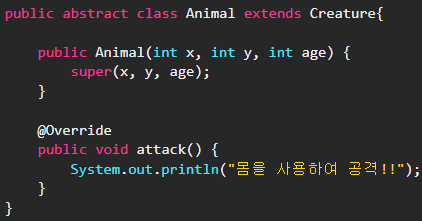 public abstract class Animal extends Creature{
public Animal(int x, int y, int age) {
super(x, y, age);
}
@Override
public void attack() {
System.out.println("몸을 사용하여 공격!!");
}
}